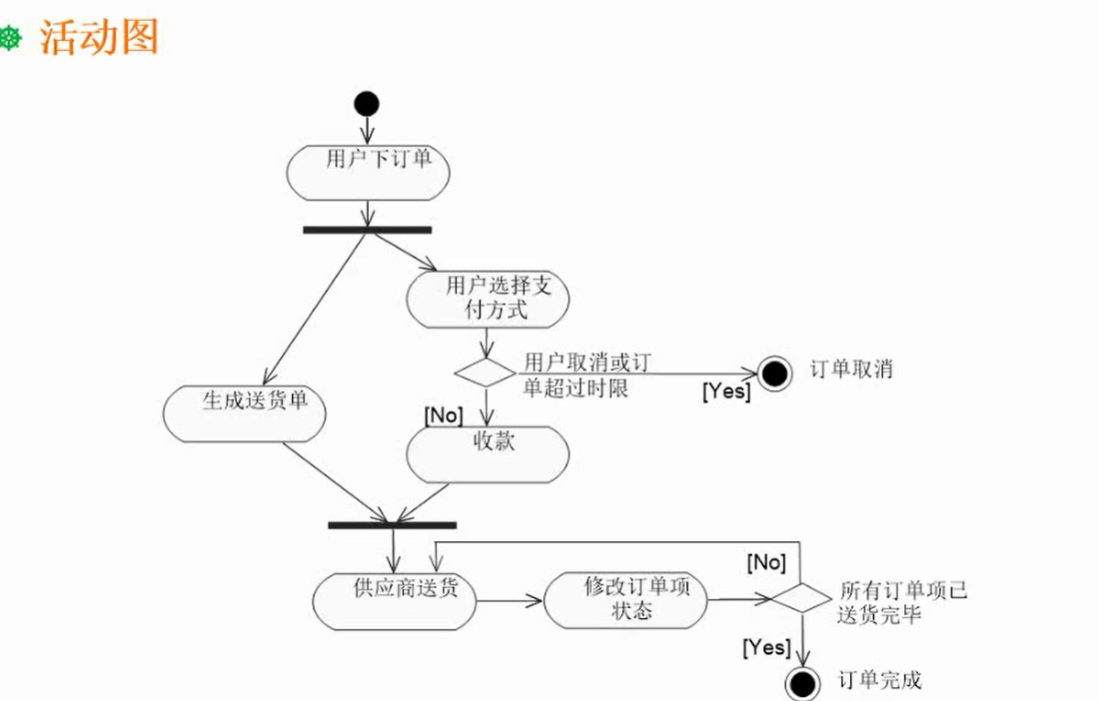 活动图
用户下订单
用户选择支
付方式
用户取消或订
单超过时限
[Yes]
订单取消
生成送货单
[No]
收款
供应商送货
修改订单项
状态
[No]
所有订单项已
送货完毕
[Yes]
订单完成